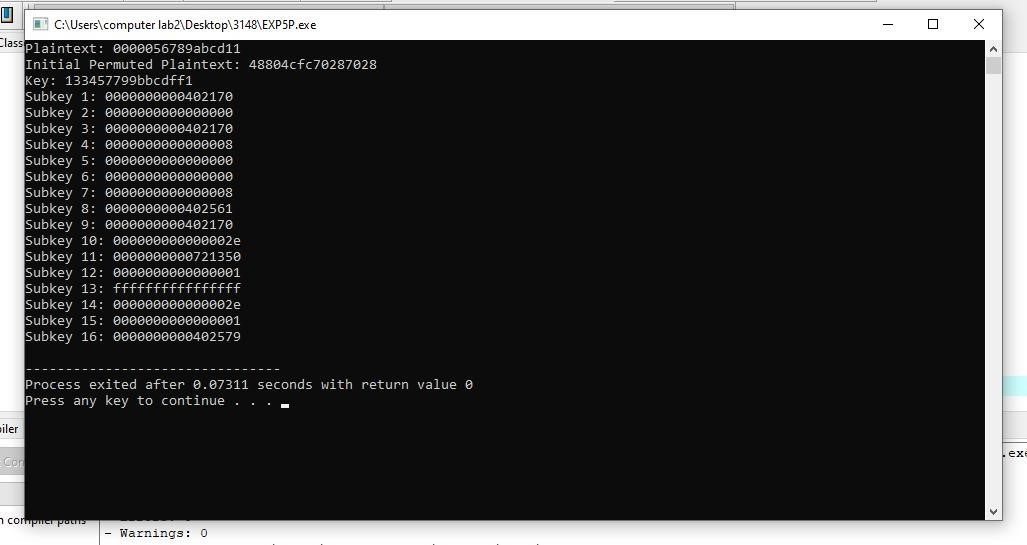 C:\Users\computer lab2\Desktop\3148\EXP5P.exe
Class
Plaintext: 0000056789abcd11
Initial Permuted Plaintext: 48804cfc70287028
Key: 133457799bbcdff1
Subkey 1: 0000000000402170
Subkey 2: 0000000000000000
Subkey 3: 0000000000402170
Subkey 4: 0000000000000008
Subkey 5: 0000000000000000
Subkey 6: 0000000000000000
Subkey 7: 0000000000000008
Subkey 8: 0000000000402561
Subkey 9: 0000000000402170
Subkey 10: 000000000000002e
Subkey 11: 0000000000721350
Subkey 12: 0000000000000001
Subkey 13: ffffffffffffffff
Subkey 14: 000000000000002e
Subkey 15: 0000000000000001
Subkey 16: 0000000000402579
--------------------------------
Process exited after 0.07311 seconds with return value 0
Press any key to continue . . .
piler
.exe
Con
n compiler paths
- Warnings: 0